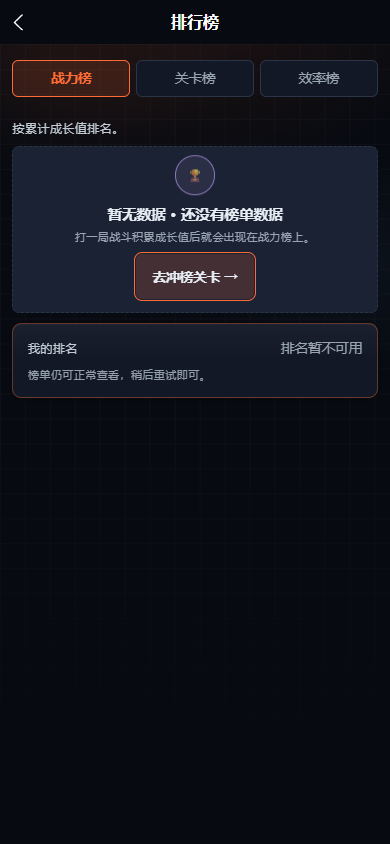 排行榜
战力榜
关卡榜
效率榜
按累计成长值排名。
暂无数据·还没有榜单数据
打一局战斗积累成长值后就会出现在战力榜上。
去冲榜关卡→
我的排名
排名暂不可用
榜单仍可正常查看，稍后重试即可。